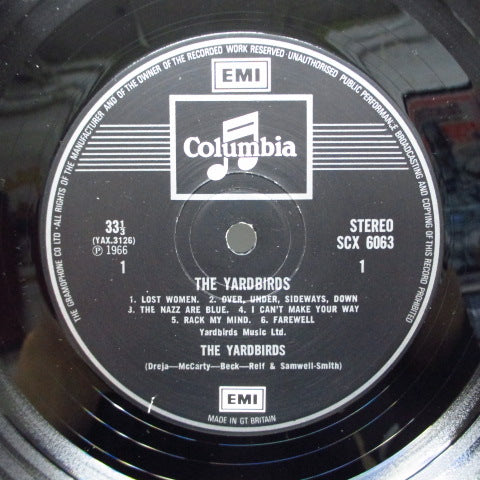 THE GRAMOPHONE CO LTD · ALL RIGHTS OF THE MANUFACTURER AND OF THE OWNER OF THE RECORDED WORK RESERVED · UNAUTHORISED PUBLIC PERFORMANCE BROADCASTING AND COPYING OF THIS RECORD PROHIBITED
EMI
Columbia
33⅓
(YAX.3126)
Ⓟ 1966
1
STEREO
SCX 6063
1
THE YARDBIRDS
1. LOST WOMEN. 2. OVER, UNDER, SIDEWAYS, DOWN
3. THE NAZZ ARE BLUE. 4. I CAN'T MAKE YOUR WAY
5. RACK MY MIND. 6. FAREWELL
Yardbirds Music Ltd.
THE YARDBIRDS
(Dreja—McCarty—Beck—Relf & Samwell-Smith)
EMI
MADE IN GT BRITAIN